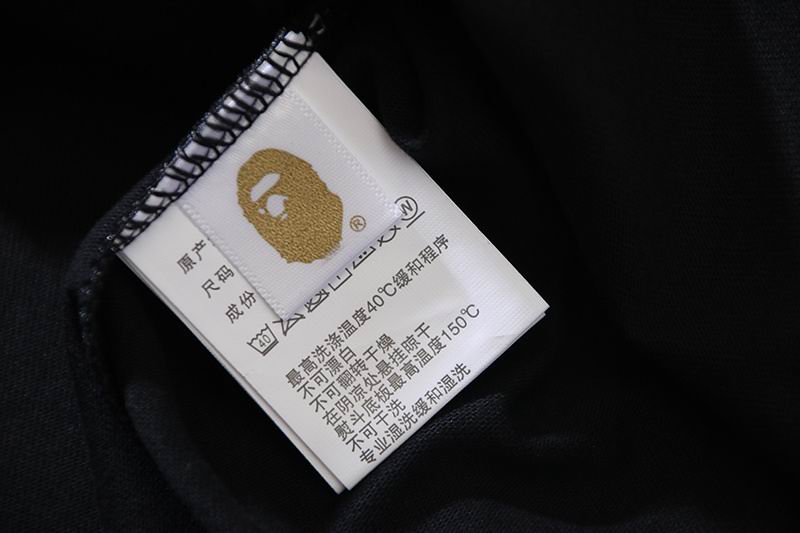 ®
原产
尺码
成份
40
W
最高洗涤温度40℃缓和程序
不可漂白
不可翻转干燥
在阴凉处悬挂晾干
熨斗底板最高温度150℃
不可干洗
专业湿洗缓和湿洗